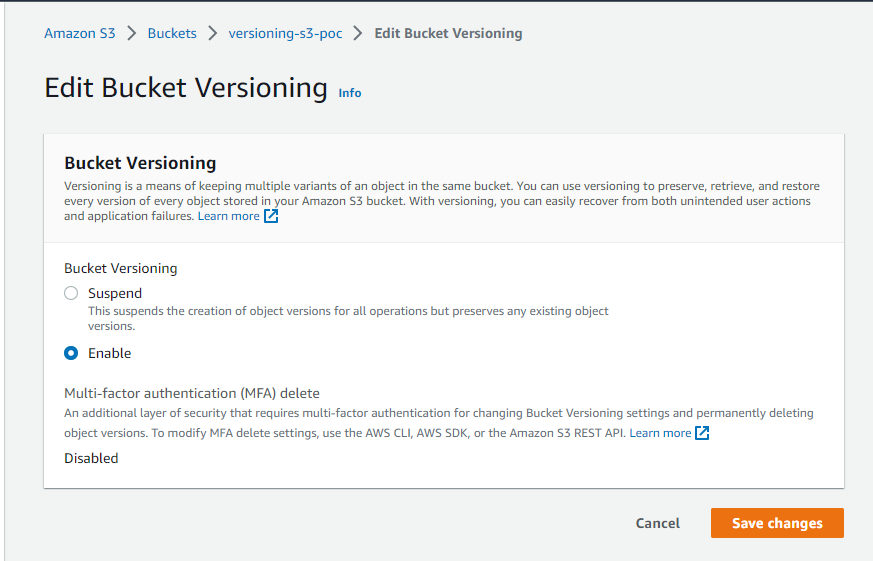 Amazon S3 > Buckets > versioning-s3-poc > Edit Bucket Versioning
Edit Bucket Versioning Info
Bucket Versioning
Versioning is a means of keeping multiple variants of an object in the same bucket. You can use versioning to preserve, retrieve, and restore
every version of every object stored in your Amazon S3 bucket. With versioning, you can easily recover from both unintended user actions
and application failures. Learn more
Bucket Versioning
Suspend
This suspends the creation of object versions for all operations but preserves any existing object
versions.
Enable
Multi-factor authentication (MFA) delete
An additional layer of security that requires multi-factor authentication for changing Bucket Versioning settings and permanently deleting
object versions. To modify MFA delete settings, use the AWS CLI, AWS SDK, or the Amazon S3 REST API. Learn more
Disabled
Cancel Save changes